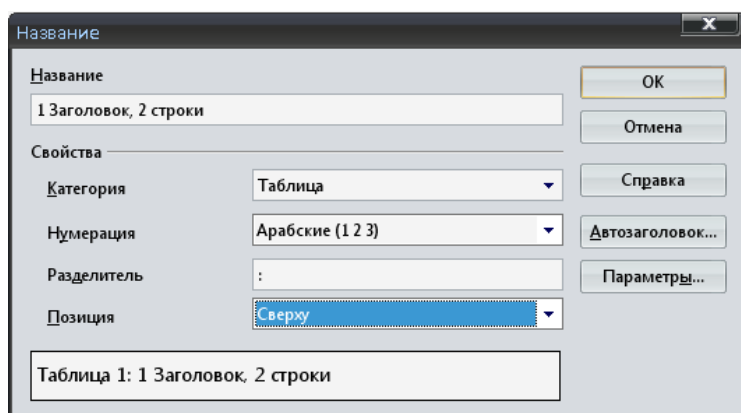 Название
Название
1 Заголовок, 2 строки
Свойства
Категория
Таблица
Нумерация
Арабские (1 2 3)
Разделитель
:
Позиция
Сверху
Таблица 1: 1 Заголовок, 2 строки
OK
Отмена
Справка
Автозаголовок...
Параметры...